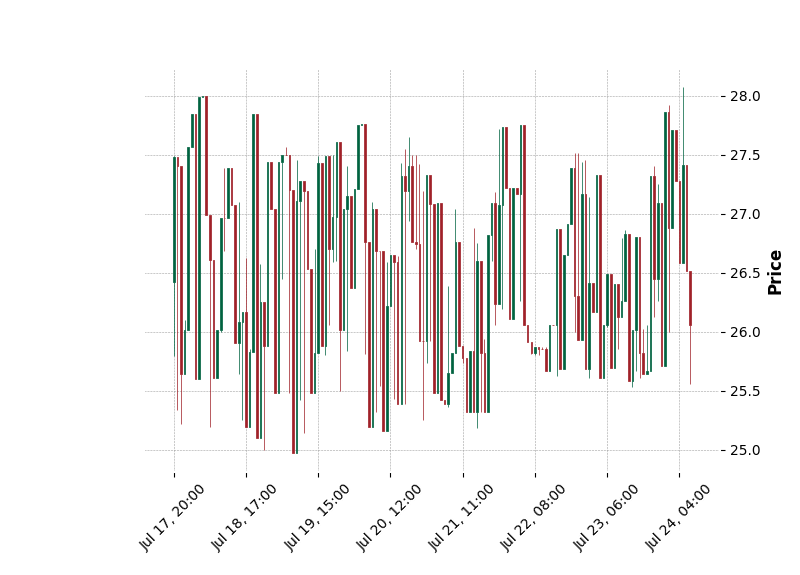 28.0
27.5
27.0
26.5
26.0
25.5
25.0
Price
Jul 17, 20:00
Jul 18, 17:00
Jul 19, 15:00
Jul 20, 12:00
Jul 21, 11:00
Jul 22, 08:00
Jul 23, 06:00
Jul 24, 04:00